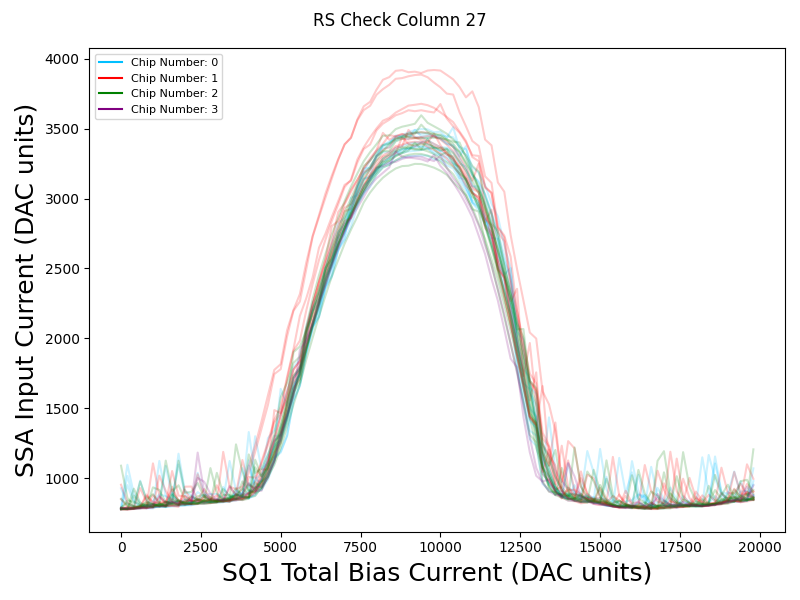 RS Check Column 27
Chip Number: 0
Chip Number: 1
Chip Number: 2
Chip Number: 3
4000
3500
3000
2500
2000
1500
1000
SSA Input Current (DAC units)
0 2500 5000 7500 10000 12500 15000 17500 20000
SQ1 Total Bias Current (DAC units)